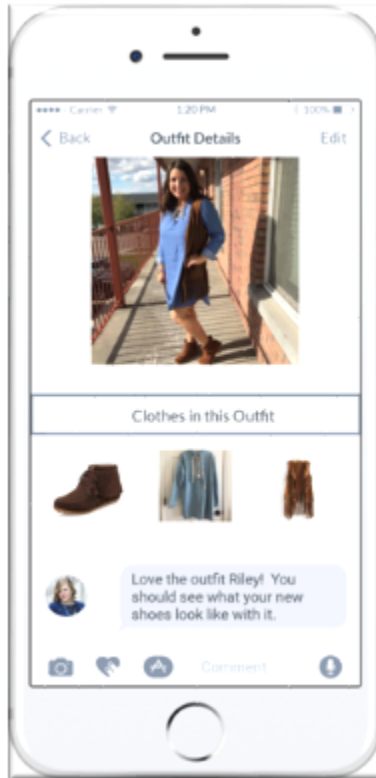 Carrier
1:20 PM
100%
Back
Outfit Details
Edit
Clothes in this Outfit
Love the outfit Riley! You
should see what your new
shoes look like with it.
Comment